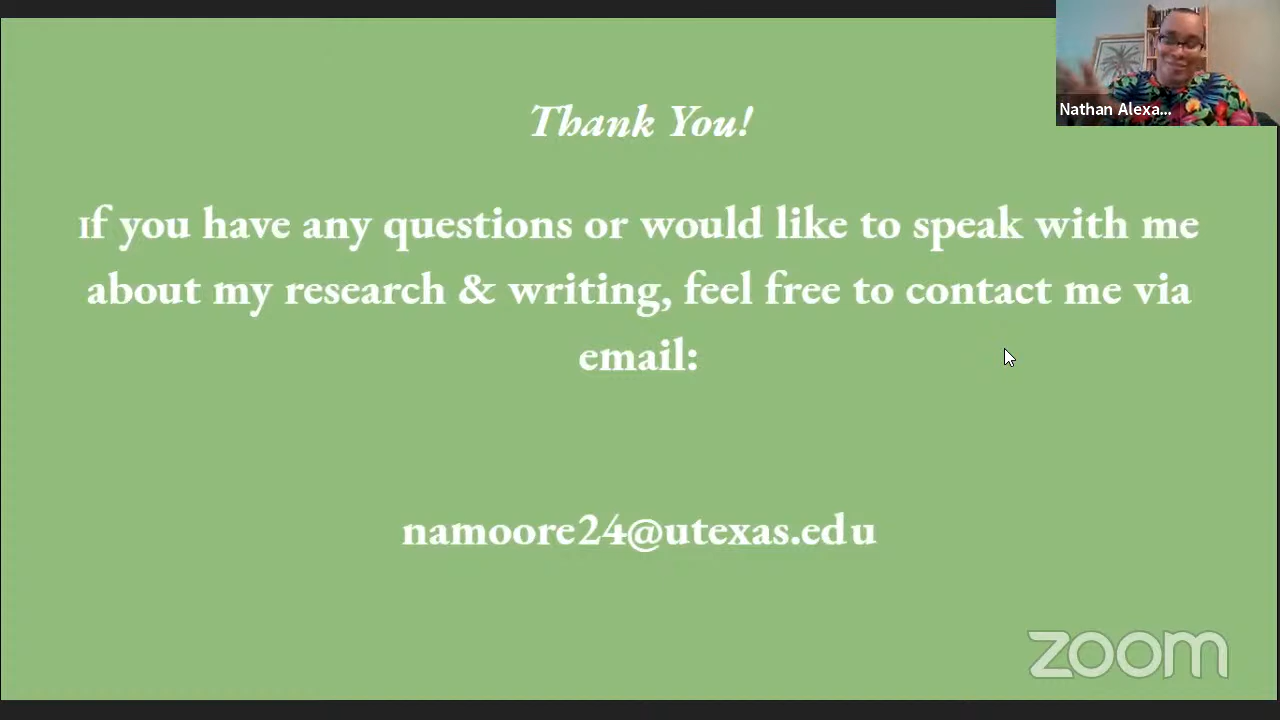 Nathan Alexa...
Thank You!
If you have any questions or would like to speak with me
about my research & writing, feel free to contact me via
email:
namoore24@utexas.edu
zoom